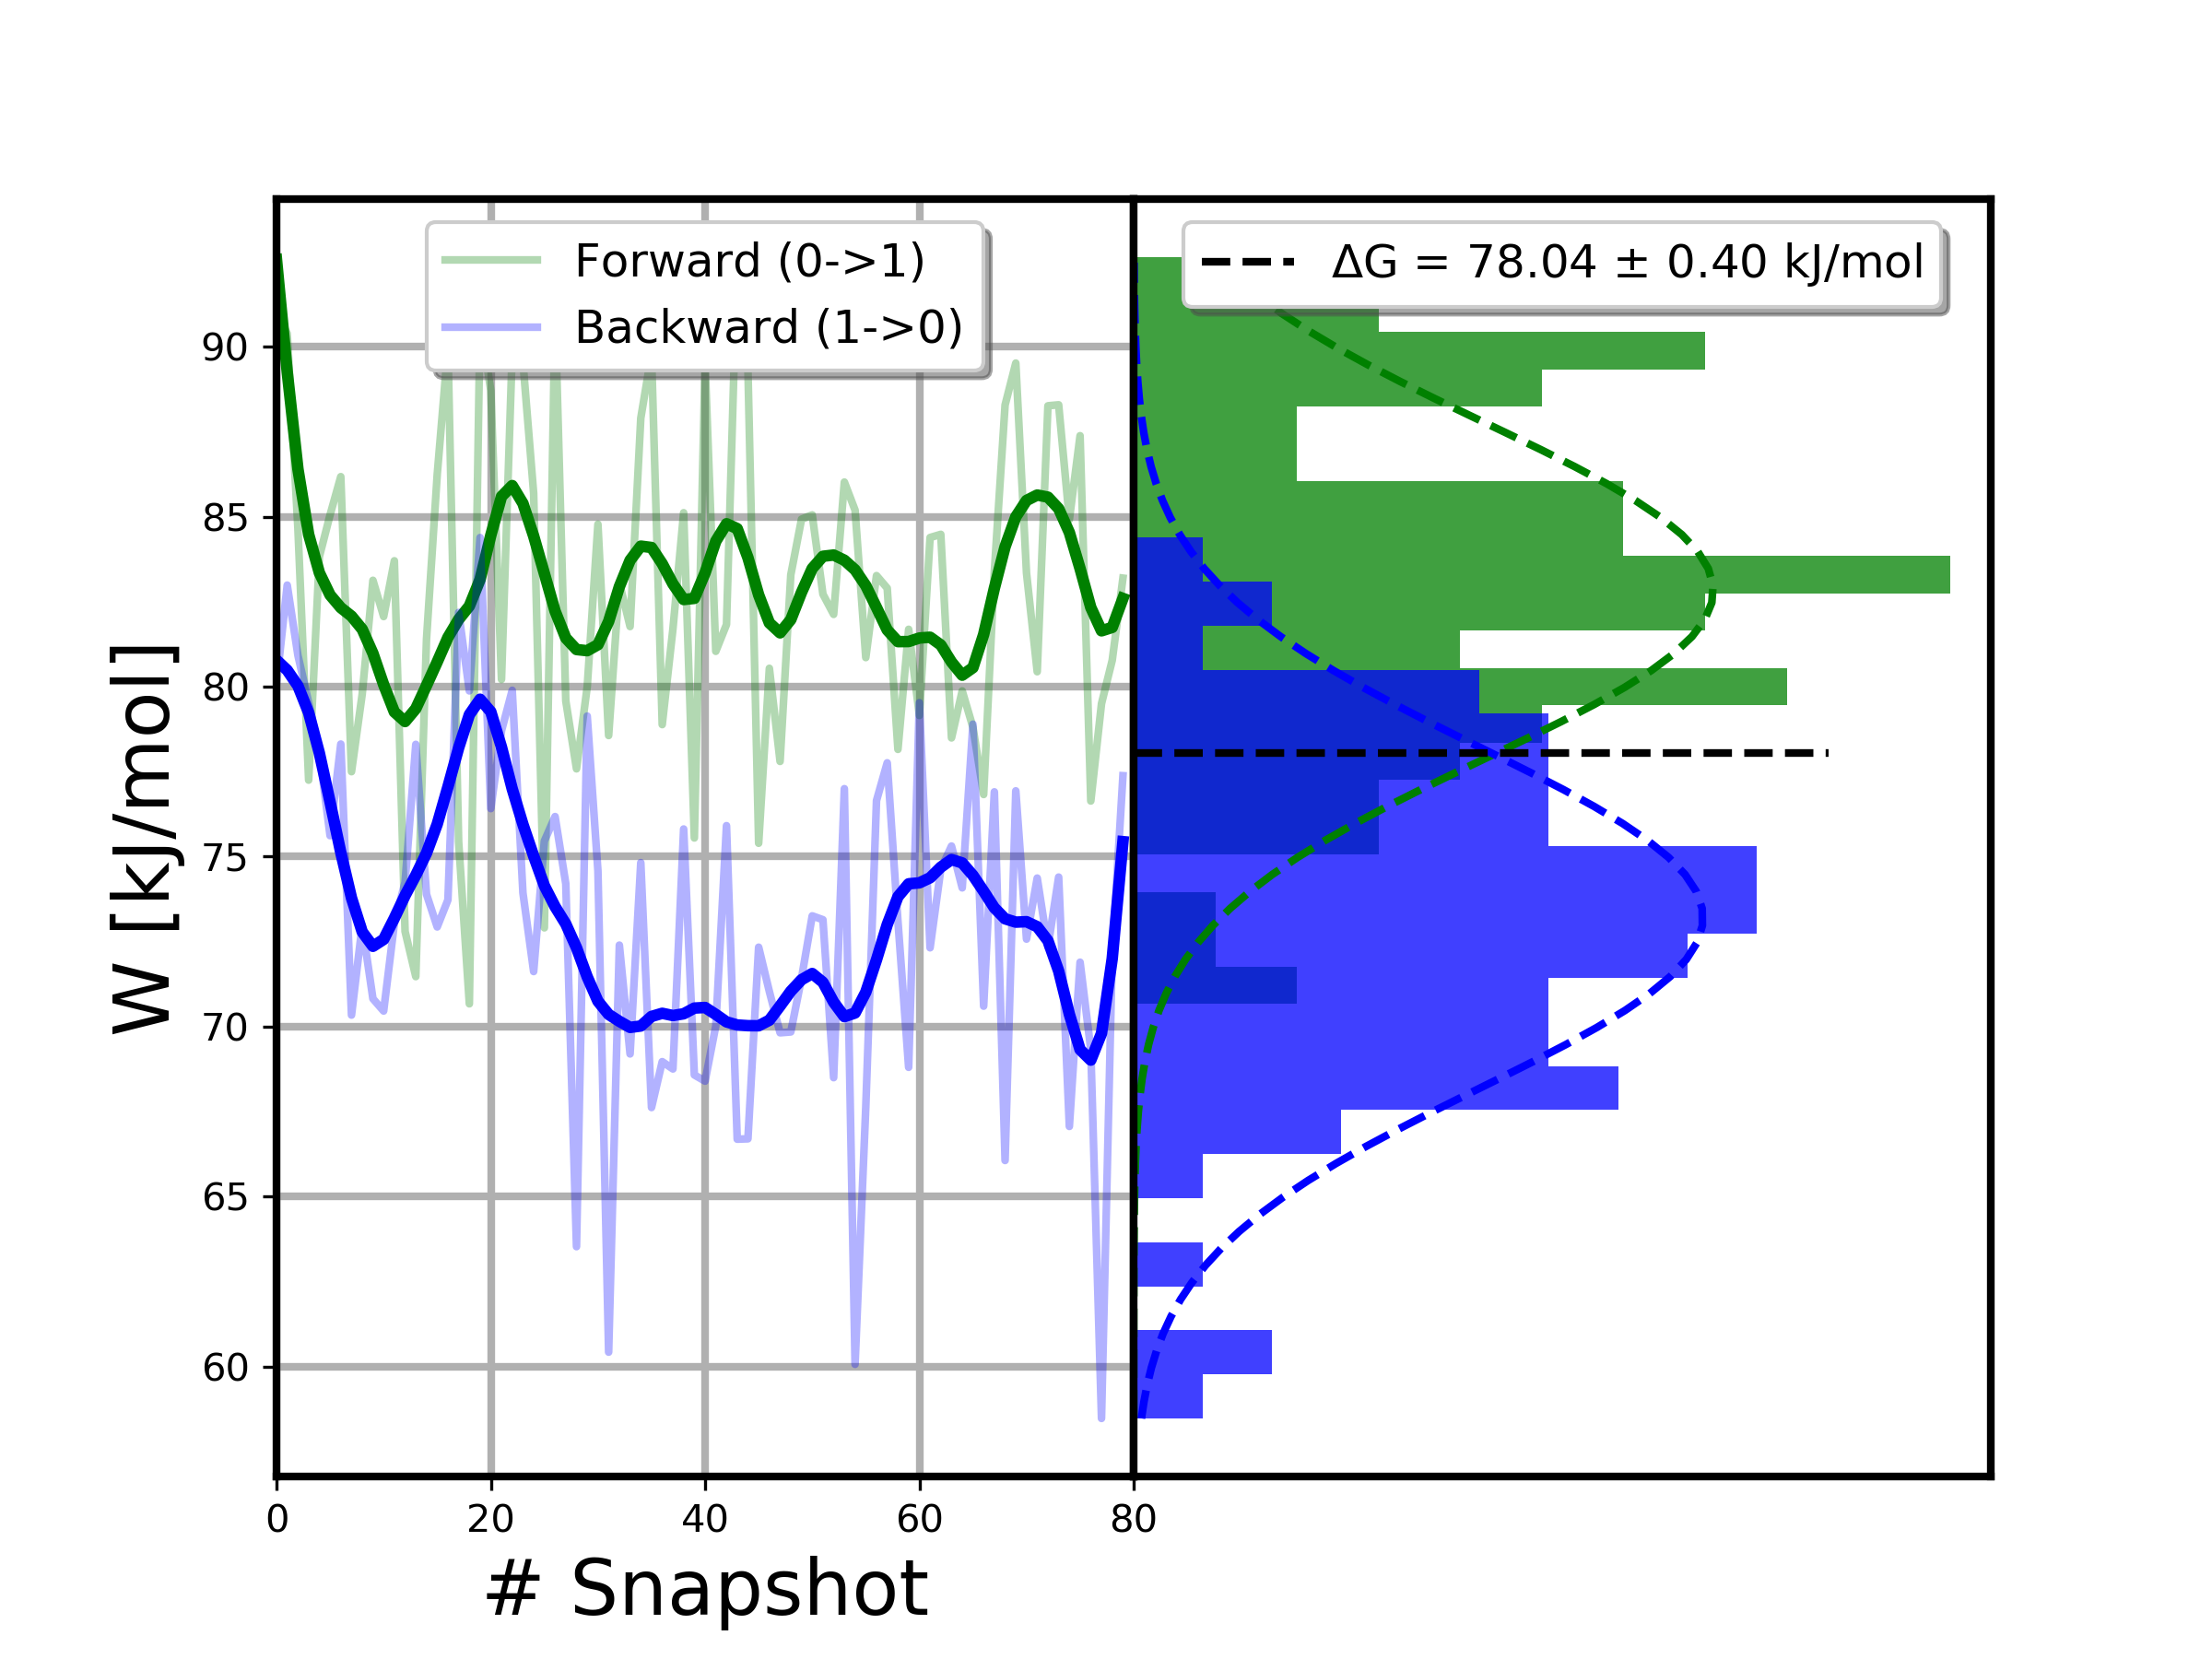 Forward (0->1)
Backward (1->0)
ΔG = 78.04 ± 0.40 kJ/mol
W [kJ/mol]
90
85
80
75
70
65
60
0 20 40 60 80
# Snapshot